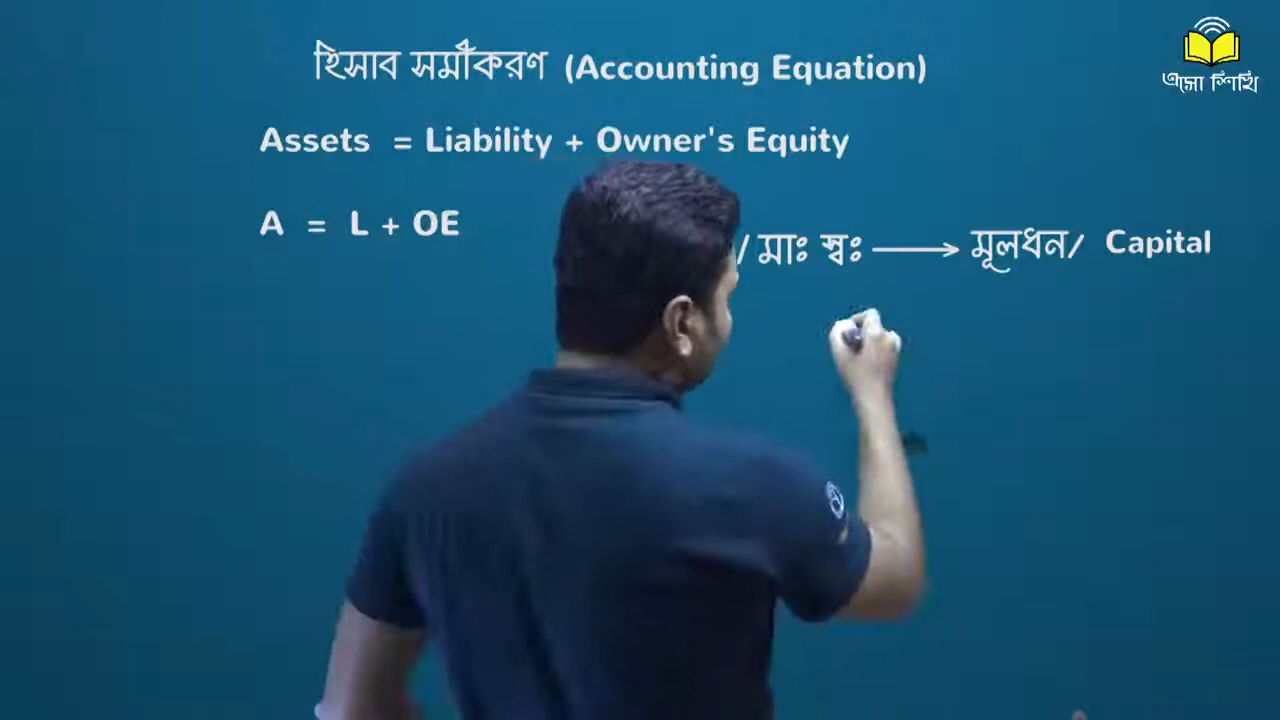 হিসাব সমীকরণ (Accounting Equation)
এসো শিখি
Assets = Liability + Owner's Equity
A = L + OE
/ মাঃ স্বঃ ⟶ মূলধন/ Capital